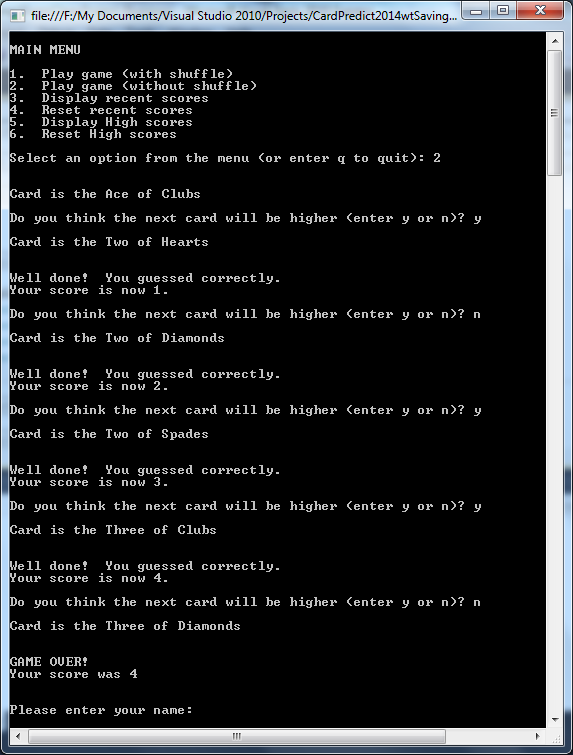 file:///F:/My Documents/Visual Studio 2010/Projects/CardPredict2014wtSaving...
MAIN MENU
1.  Play game (with shuffle)
2.  Play game (without shuffle)
3.  Display recent scores
4.  Reset recent scores
5.  Display High scores
6.  Reset High scores
Select an option from the menu (or enter q to quit): 2
Card is the Ace of Clubs
Do you think the next card will be higher (enter y or n)? y
Card is the Two of Hearts
Well done!  You guessed correctly.
Your score is now 1.
Do you think the next card will be higher (enter y or n)? n
Card is the Two of Diamonds
Well done!  You guessed correctly.
Your score is now 2.
Do you think the next card will be higher (enter y or n)? y
Card is the Two of Spades
Well done!  You guessed correctly.
Your score is now 3.
Do you think the next card will be higher (enter y or n)? y
Card is the Three of Clubs
Well done!  You guessed correctly.
Your score is now 4.
Do you think the next card will be higher (enter y or n)? n
Card is the Three of Diamonds
GAME OVER!
Your score was 4
Please enter your name: